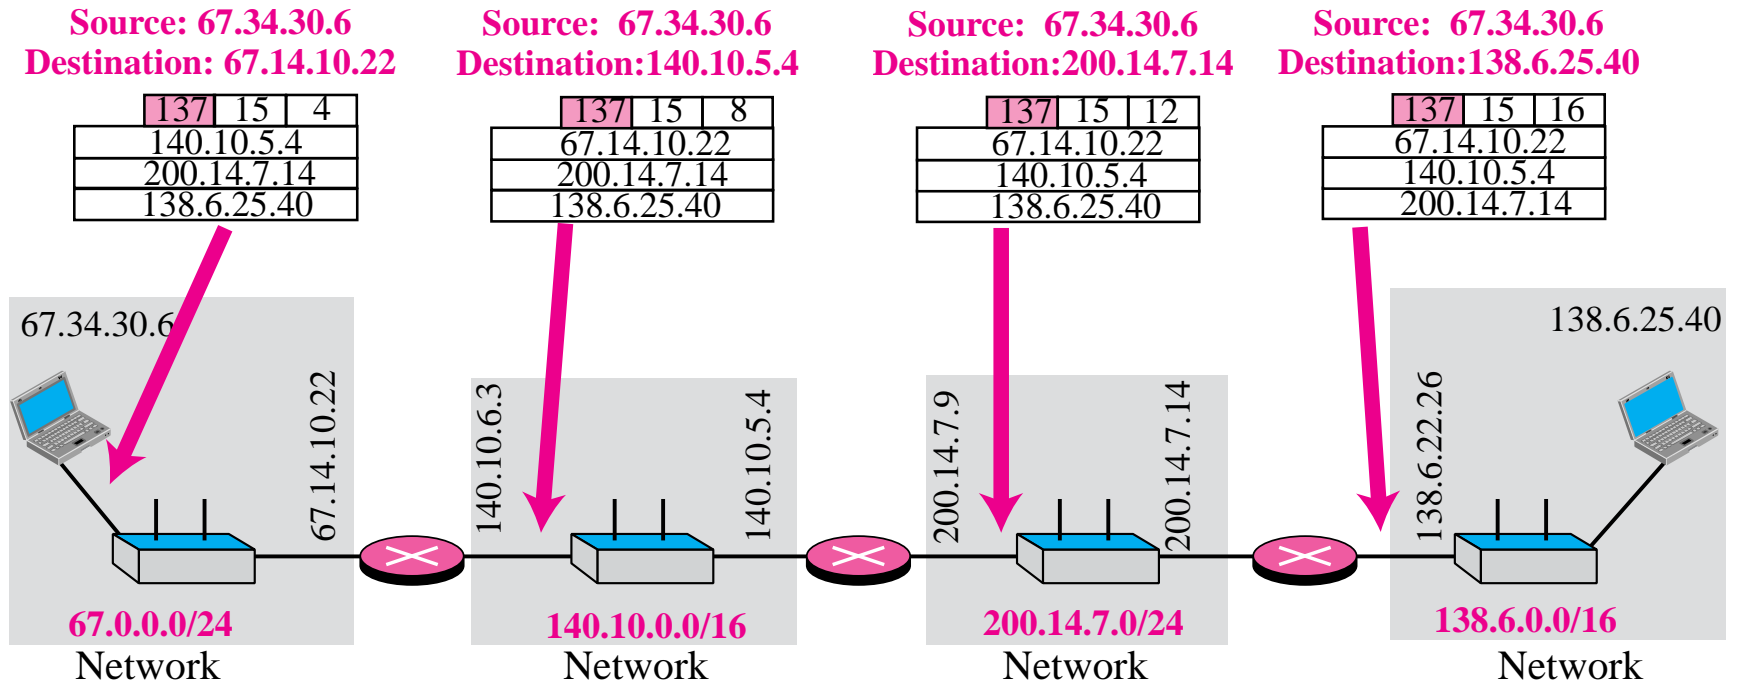 Source: 67.34.30.6
Destination: 67.14.10.22
137 15 4
140.10.5.4
200.14.7.14
138.6.25.40
Source: 67.34.30.6
Destination:140.10.5.4
137 15 8
67.14.10.22
200.14.7.14
138.6.25.40
Source: 67.34.30.6
Destination:200.14.7.14
137 15 12
67.14.10.22
140.10.5.4
138.6.25.40
Source: 67.34.30.6
Destination:138.6.25.40
137 15 16
67.14.10.22
140.10.5.4
200.14.7.14
67.34.30.6
67.14.10.22
67.0.0.0/24
Network
140.10.6.3
140.10.5.4
140.10.0.0/16
Network
200.14.7.9
200.14.7.14
200.14.7.0/24
Network
138.6.25.40
138.6.22.26
138.6.0.0/16
Network